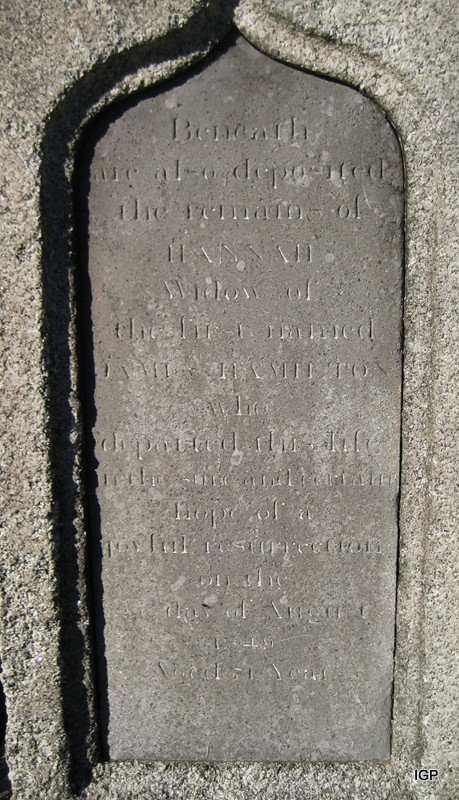 Beneath
are also deposited
the remains of
HANNAH
Widow of
the first named
JAMES HAMILTON
who
departed this life
in the sure and certain
hope of a
joyful resurrection
on the
day of August
Aged Years
IGP